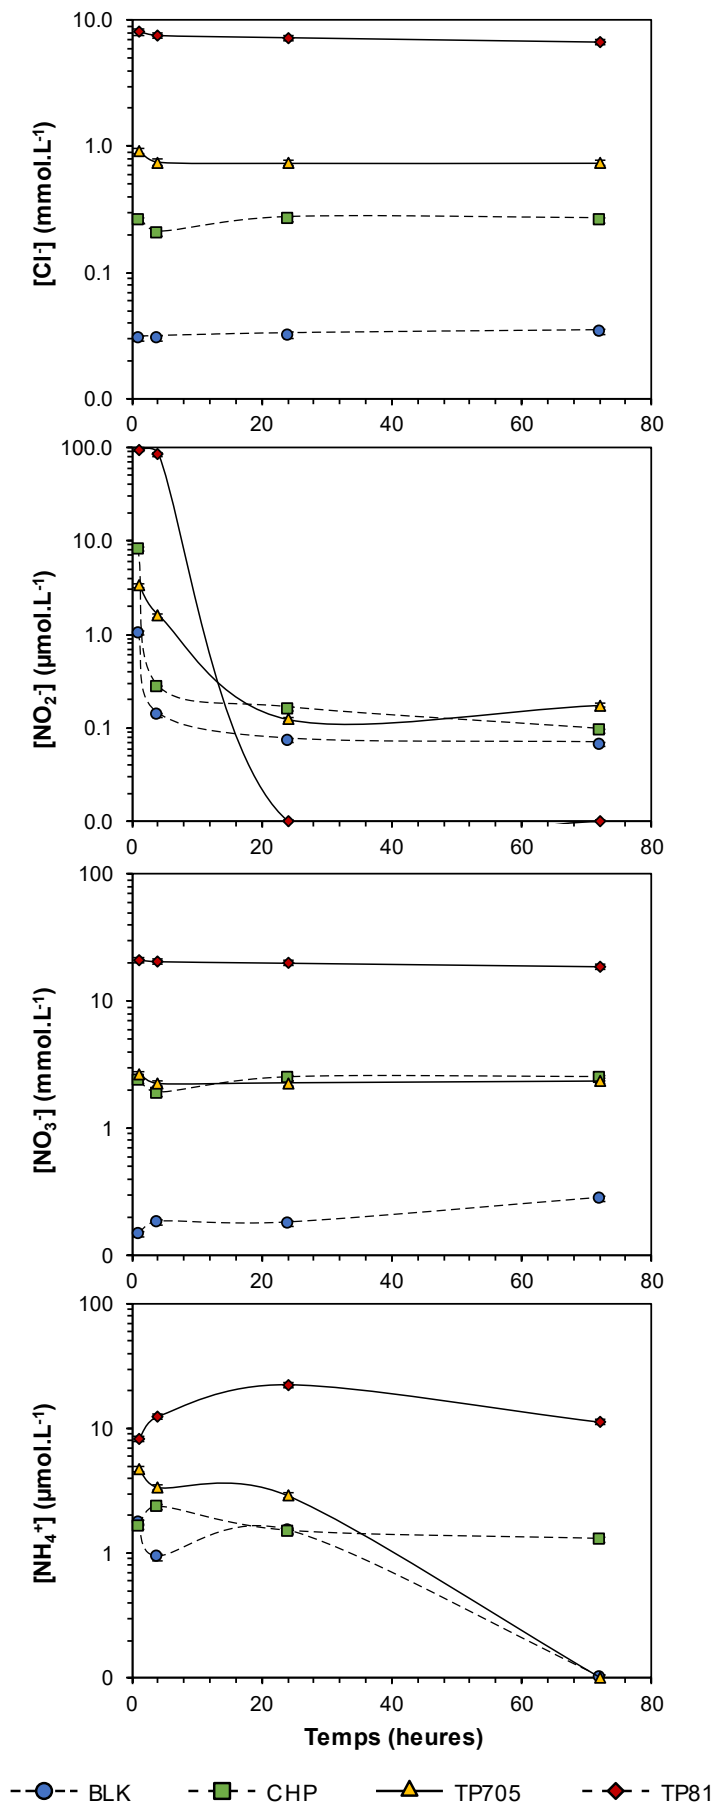 10.0
1.0
0.1
0.0
[Cl⁻] (mmol.L⁻¹)
0 20 40 60 80
100.0
10.0
1.0
0.1
0.0
[NO₂⁻] (µmol.L⁻¹)
0 20 40 60 80
100
10
1
0
[NO₃⁻] (mmol.L⁻¹)
0 20 40 60 80
100
10
1
0
[NH₄⁺] (µmol.L⁻¹)
0 20 40 60 80
Temps (heures)
BLK CHP TP705 TP81